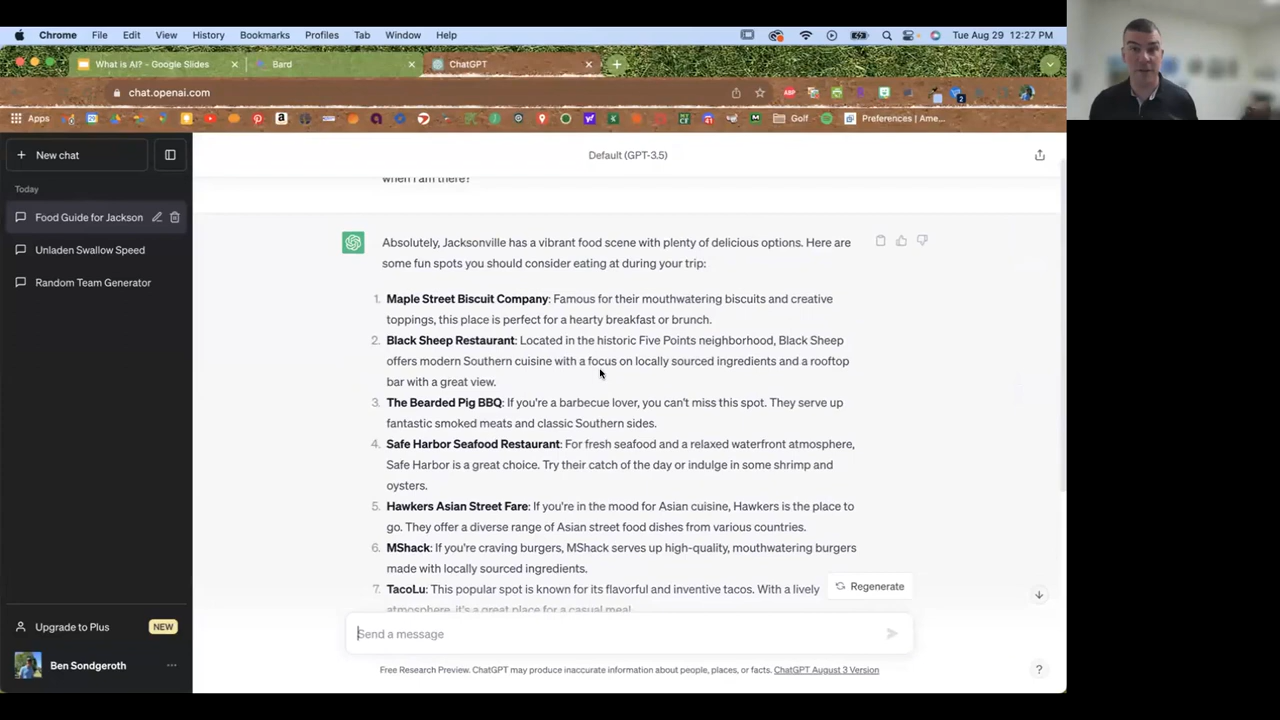 Chrome File Edit View History Bookmarks Profiles Tab Window Help Tue Aug 29 12:27 PM
What is AI? - Google Slides Bard ChatGPT
chat.openai.com
Apps Golf Preferences | Ame...
New chat
Default (GPT-3.5)
Today
Food Guide for Jackson
Unladen Swallow Speed
Random Team Generator
when I am there?
Absolutely, Jacksonville has a vibrant food scene with plenty of delicious options. Here are
some fun spots you should consider eating at during your trip:
1. Maple Street Biscuit Company: Famous for their mouthwatering biscuits and creative
toppings, this place is perfect for a hearty breakfast or brunch.
2. Black Sheep Restaurant: Located in the historic Five Points neighborhood, Black Sheep
offers modern Southern cuisine with a focus on locally sourced ingredients and a rooftop
bar with a great view.
3. The Bearded Pig BBQ: If you're a barbecue lover, you can't miss this spot. They serve up
fantastic smoked meats and classic Southern sides.
4. Safe Harbor Seafood Restaurant: For fresh seafood and a relaxed waterfront atmosphere,
Safe Harbor is a great choice. Try their catch of the day or indulge in some shrimp and
oysters.
5. Hawkers Asian Street Fare: If you're in the mood for Asian cuisine, Hawkers is the place to
go. They offer a diverse range of Asian street food dishes from various countries.
6. MShack: If you're craving burgers, MShack serves up high-quality, mouthwatering burgers
made with locally sourced ingredients.
7. TacoLu: This popular spot is known for its flavorful and inventive tacos. With a lively
atmosphere, it's a great place for a casual meal.
Regenerate
Send a message
Upgrade to Plus NEW
Ben Sondgeroth
Free Research Preview. ChatGPT may produce inaccurate information about people, places, or facts. ChatGPT August 3 Version
?